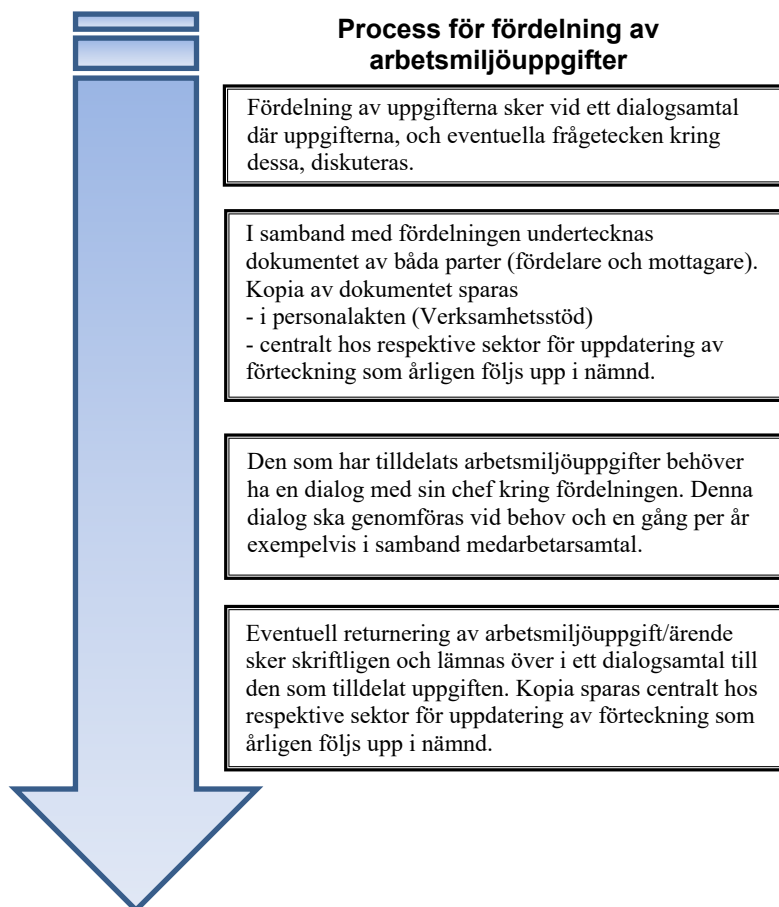 Process för fördelning av
arbetsmiljöuppgifter
Fördelning av uppgifterna sker vid ett dialogsamtal
där uppgifterna, och eventuella frågetecken kring
dessa, diskuteras.
I samband med fördelningen undertecknas
dokumentet av båda parter (fördelare och mottagare).
Kopia av dokumentet sparas
- i personalakten (Verksamhetsstöd)
- centralt hos respektive sektor för uppdatering av
förteckning som årligen följs upp i nämnd.
Den som har tilldelats arbetsmiljöuppgifter behöver
ha en dialog med sin chef kring fördelningen. Denna
dialog ska genomföras vid behov och en gång per år
exempelvis i samband medarbetarsamtal.
Eventuell returnering av arbetsmiljöuppgift/ärende
sker skriftligen och lämnas över i ett dialogsamtal till
den som tilldelat uppgiften. Kopia sparas centralt hos
respektive sektor för uppdatering av förteckning som
årligen följs upp i nämnd.